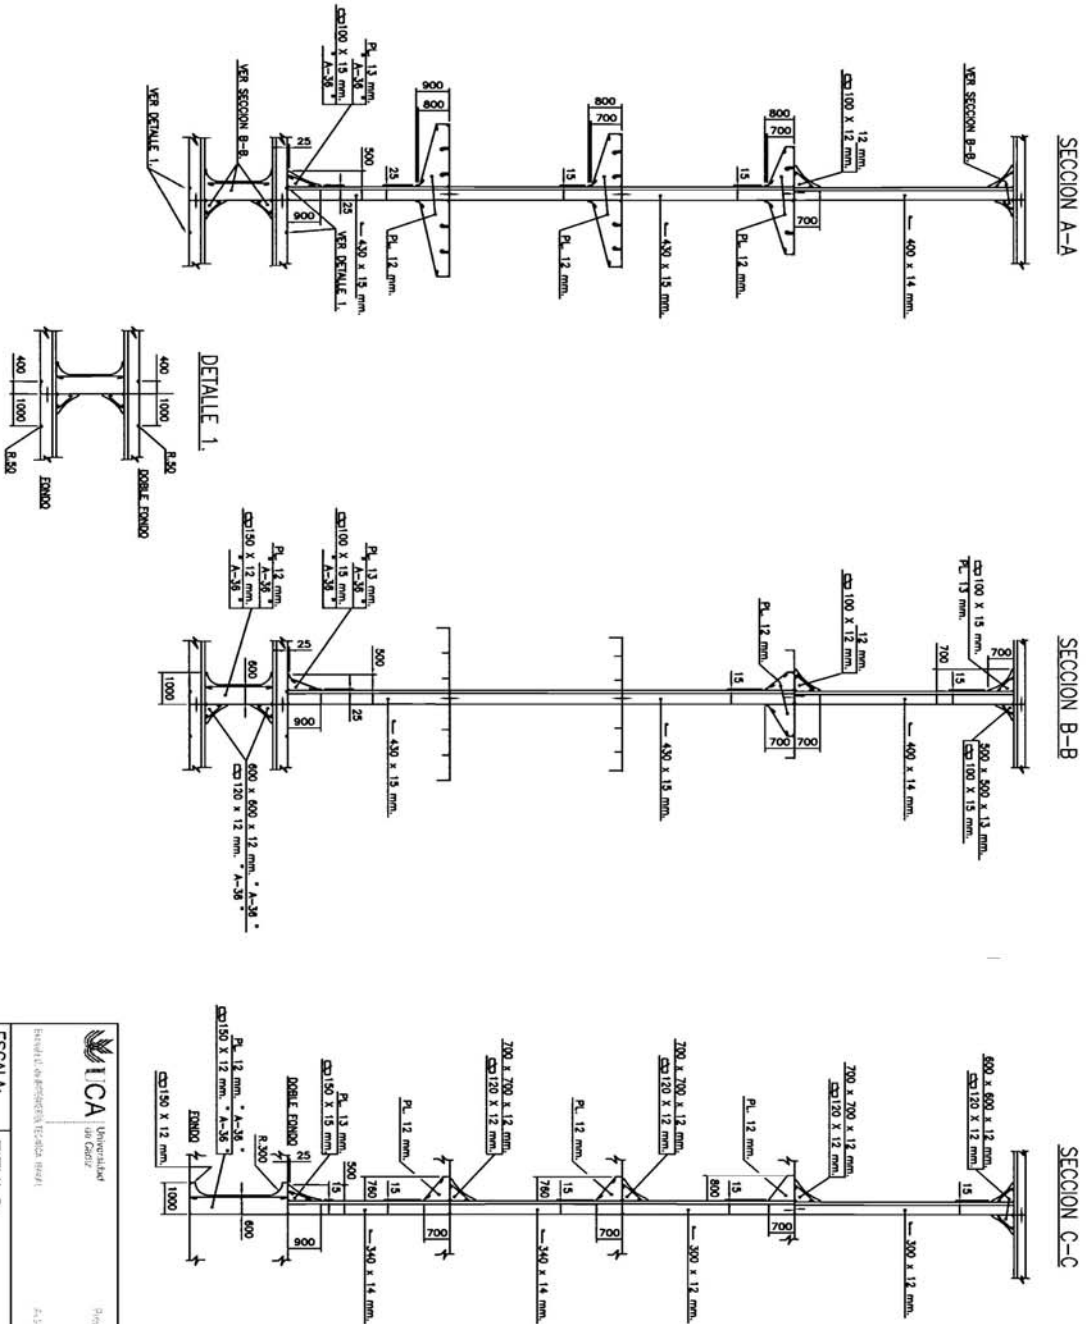 SECCION A-A
VER SECCION B-B.
12 mm.
100 X 12 mm.
700
400 x 14 mm.
800
700
15
PL. 12 mm.
430 x 15 mm.
800
700
15
PL. 12 mm.
900
800
25
PL. 12 mm.
430 x 15 mm.
PL. 13 mm.
" A-36 "
100 X 15 mm.
" A-36 "
500
25
25
900
VER DETALLE 1.
VER SECCION B-B.
VER DETALLE 1.
DETALLE 1.
400
1000
R.50
DOBLE FONDO
400
1000
R.50
FONDO
SECCION B-B
100 X 15 mm.
PL. 13 mm.
700
700
15
500 x 500 x 13 mm.
100 X 15 mm.
12 mm.
100 X 12 mm.
400 x 14 mm.
PL. 12 mm.
15
700
700
430 x 15 mm.
430 x 15 mm.
PL. 13 mm.
" A-36 "
100 X 15 mm.
" A-36 "
500
25
25
900
PL. 12 mm.
" A-36 "
150 X 12 mm.
" A-36 "
600
1000
600 x 600 x 12 mm. " A-36 "
120 x 12 mm. " A-36 "
SECCION C-C
600 x 600 x 12 mm.
120 X 12 mm.
15
700 x 700 x 12 mm.
120 X 12 mm.
300 x 12 mm.
PL. 12 mm.
800
15
700
700 x 700 x 12 mm.
120 X 12 mm.
300 x 12 mm.
PL. 12 mm.
760
15
700
700 x 700 x 12 mm.
120 X 12 mm.
340 x 14 mm.
PL. 12 mm.
760
15
700
340 x 14 mm.
PL. 13 mm.
150 X 15 mm.
500
15
25
900
DOBLE FONDO
R.300
PL. 12 mm. " A-36 "
150 X 12 mm. " A-36 "
FONDO
600
1000
150 X 12 mm.
UCA
Universidad
de Cádiz
ESCALA: